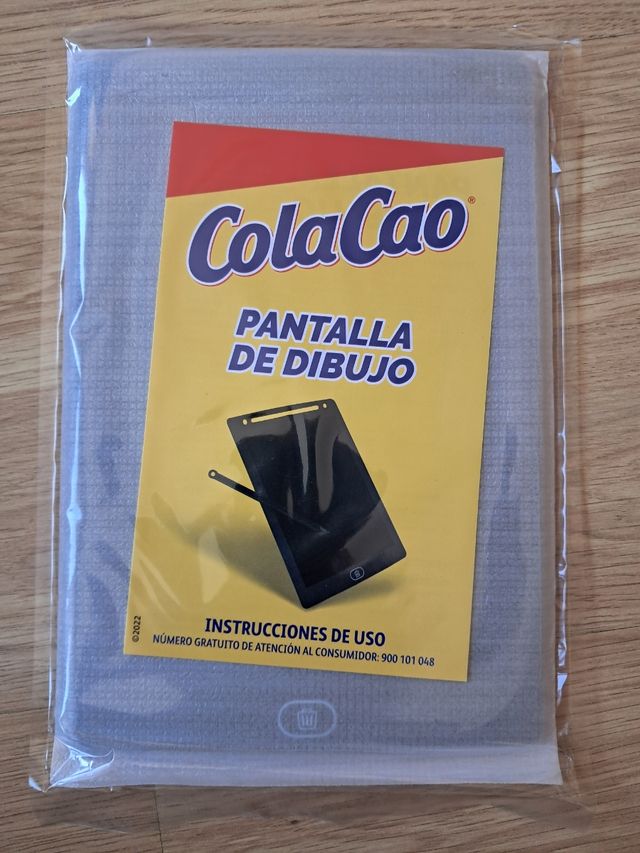 ColaCao®
PANTALLA
DE DIBUJO
©2022
INSTRUCCIONES DE USO
NÚMERO GRATUITO DE ATENCIÓN AL CONSUMIDOR: 900 101 048